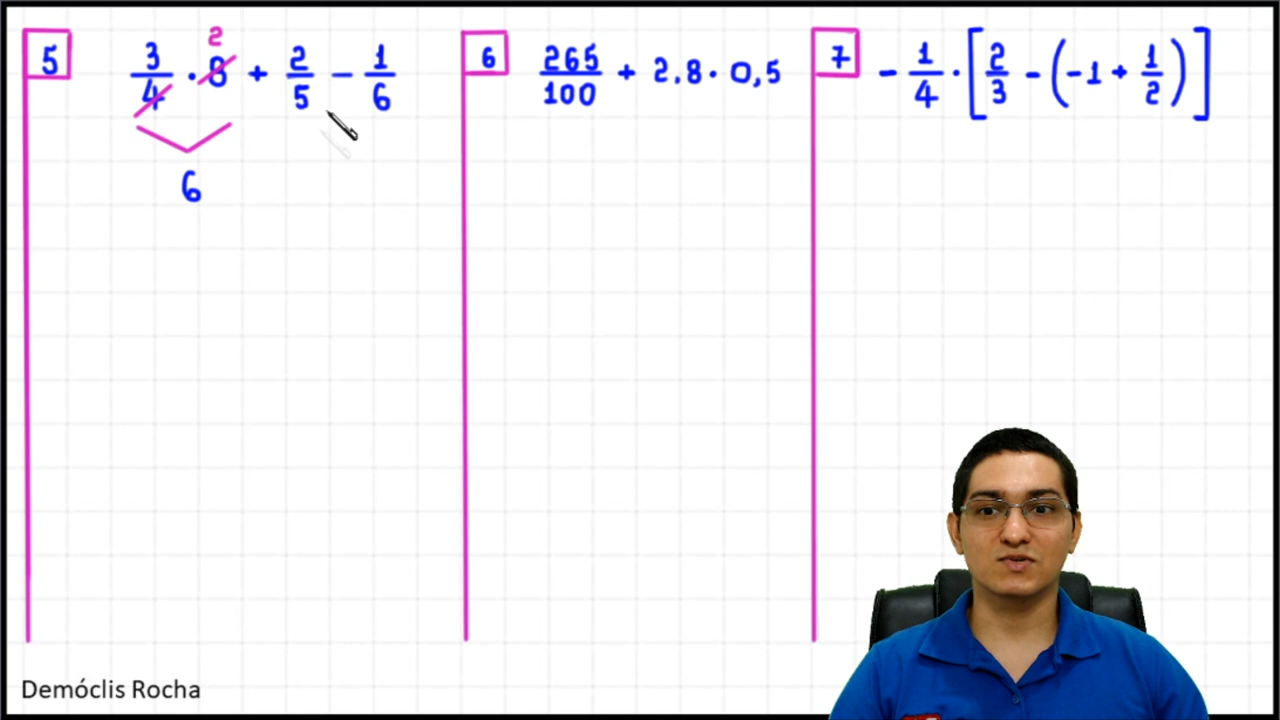 5
3/4 · 8 + 2/5 − 1/6
2
6
6
265/100 + 2,8 · 0,5
7
− 1/4 · [2/3 − (−1 + 1/2)]
Demóclis Rocha